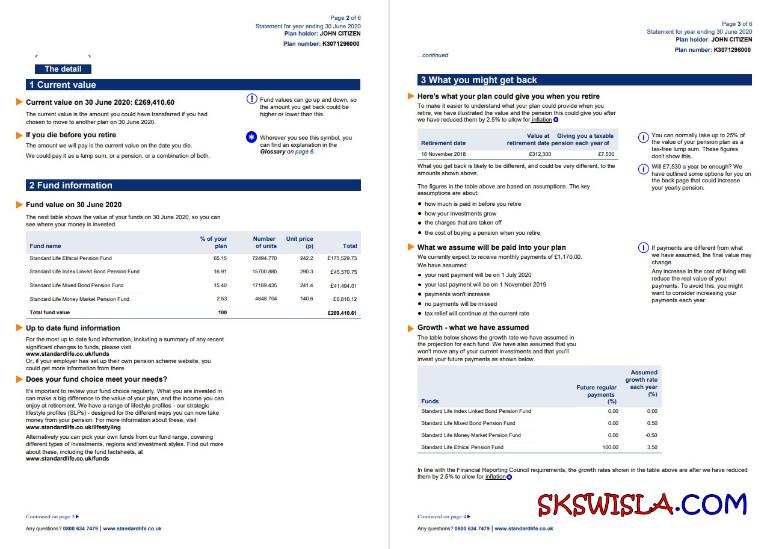 Page 2 of 6
Statement for year ending 30 June 2020
Plan holder: JOHN CITIZEN
Plan number: K3071296000
The detail
1 Current value
Current value on 30 June 2020: £269,410.60
The current value is the amount you could have transferred if you had
chosen to move to another plan on 30 June 2020.
If you die before you retire
The amount we will pay is the current value on the date you die.
We could pay it as a lump sum, or a pension, or a combination of both.
Fund values can go up and down, so
the amount you get back could be
higher or lower than this.
Wherever you see this symbol, you
can find an explanation in the
Glossary on page 6.
2 Fund information
Fund value on 30 June 2020
The next table shows the value of your funds on 30 June 2020, so you can
see where your money is invested.
Fund name % of your plan Number of units Unit price (p) Total
Standard Life Ethical Pension Fund 65.15 72494.770 242.2 £175,529.73
Standard Life Index Linked Bond Pension Fund 16.91 15700.880 290.3 £45,570.75
Standard Life Mixed Bond Pension Fund 15.40 17189.435 241.4 £41,494.01
Standard Life Money Market Pension Fund 2.53 4848.704 140.6 £6,816.12
Total fund value 100 £269,410.61
Up to date fund information
For the most up to date fund information, including a summary of any recent
significant changes to funds, please visit
www.standardlife.co.uk/funds
Or, if your employer has set up their own pension scheme website, you
could get more information from there.
Does your fund choice meet your needs?
It's important to review your fund choice regularly. What you are invested in
can make a big difference to the value of your plan, and the income you can
enjoy at retirement. We have a range of lifestyle profiles - our strategic
lifestyle profiles (SLPs) - designed for the different ways you can now take
money from your pension. For more information about these, visit
www.standardlife.co.uk/lifestyling
Alternatively you can pick your own funds from our fund range, covering
different types of investments, regions and investment styles. Find out more
about these, including the fund factsheets, at
www.standardlife.co.uk/funds
Continued on page 3
Any questions? 0800 634 7479 | www.standardlife.co.uk
Page 3 of 6
Statement for year ending 30 June 2020
Plan holder: JOHN CITIZEN
Plan number: K3071296000
...continued
3 What you might get back
Here's what your plan could give you when you retire
To make it easier to understand what your plan could provide when you
retire, we have illustrated the value and the pension this could give you after
we have reduced them by 2.5% to allow for inflation
Retirement date Value at retirement date Giving you a taxable pension each year of
16 November 2018 £312,300 £7,530
What you get back is likely to be different, and could be very different, to the
amounts shown above.
The figures in the table above are based on assumptions. The key
assumptions are about:
how much is paid in before you retire
how your investments grow
the charges that are taken off
the cost of buying a pension when you retire
You can normally take up to 25% of
the value of your pension plan as a
tax-free lump sum. These figures
don't show this.
Will £7,530 a year be enough? We
have outlined some options for you on
the back page that could increase
your yearly pension.
What we assume will be paid into your plan
We currently expect to receive monthly payments of £1,170.00.
We have assumed:
your next payment will be on 1 July 2020
your last payment will be on 1 November 2019
payments won't increase
no payments will be missed
tax relief will continue at the current rate
If payments are different from what
we have assumed, the final value may
change.
Any increase in the cost of living will
reduce the real value of your
payments. To avoid this, you might
want to consider increasing your
payments each year.
Growth - what we have assumed
The table below shows the growth rate we have assumed in
the projection for each fund. We have also assumed that you
won't move any of your current investments and that you'll
invest your future payments as shown below.
Funds Future regular payments (%) Assumed growth rate each year (%)
Standard Life Index Linked Bond Pension Fund 0.00 0.00
Standard Life Mixed Bond Pension Fund 0.00 0.50
Standard Life Money Market Pension Fund 0.00 -0.50
Standard Life Ethical Pension Fund 100.00 3.50
In line with the Financial Reporting Council requirements, the growth rates shown in the table above are after we have reduced
them by 2.5% to allow for inflation
SKSWISLA.COM
Continued on page 4
Any questions? 0800 634 7479 | www.standardlife.co.uk